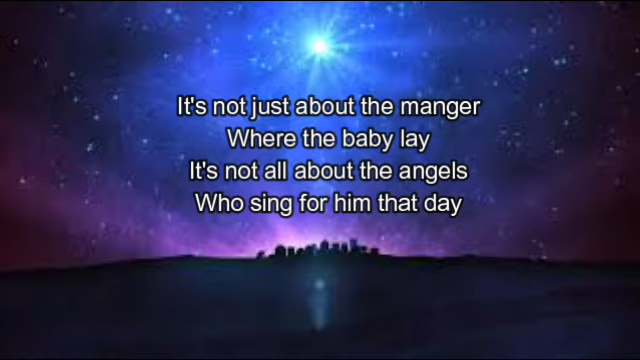 It's not just about the manger
Where the baby lay
It's not all about the angels
Who sing for him that day